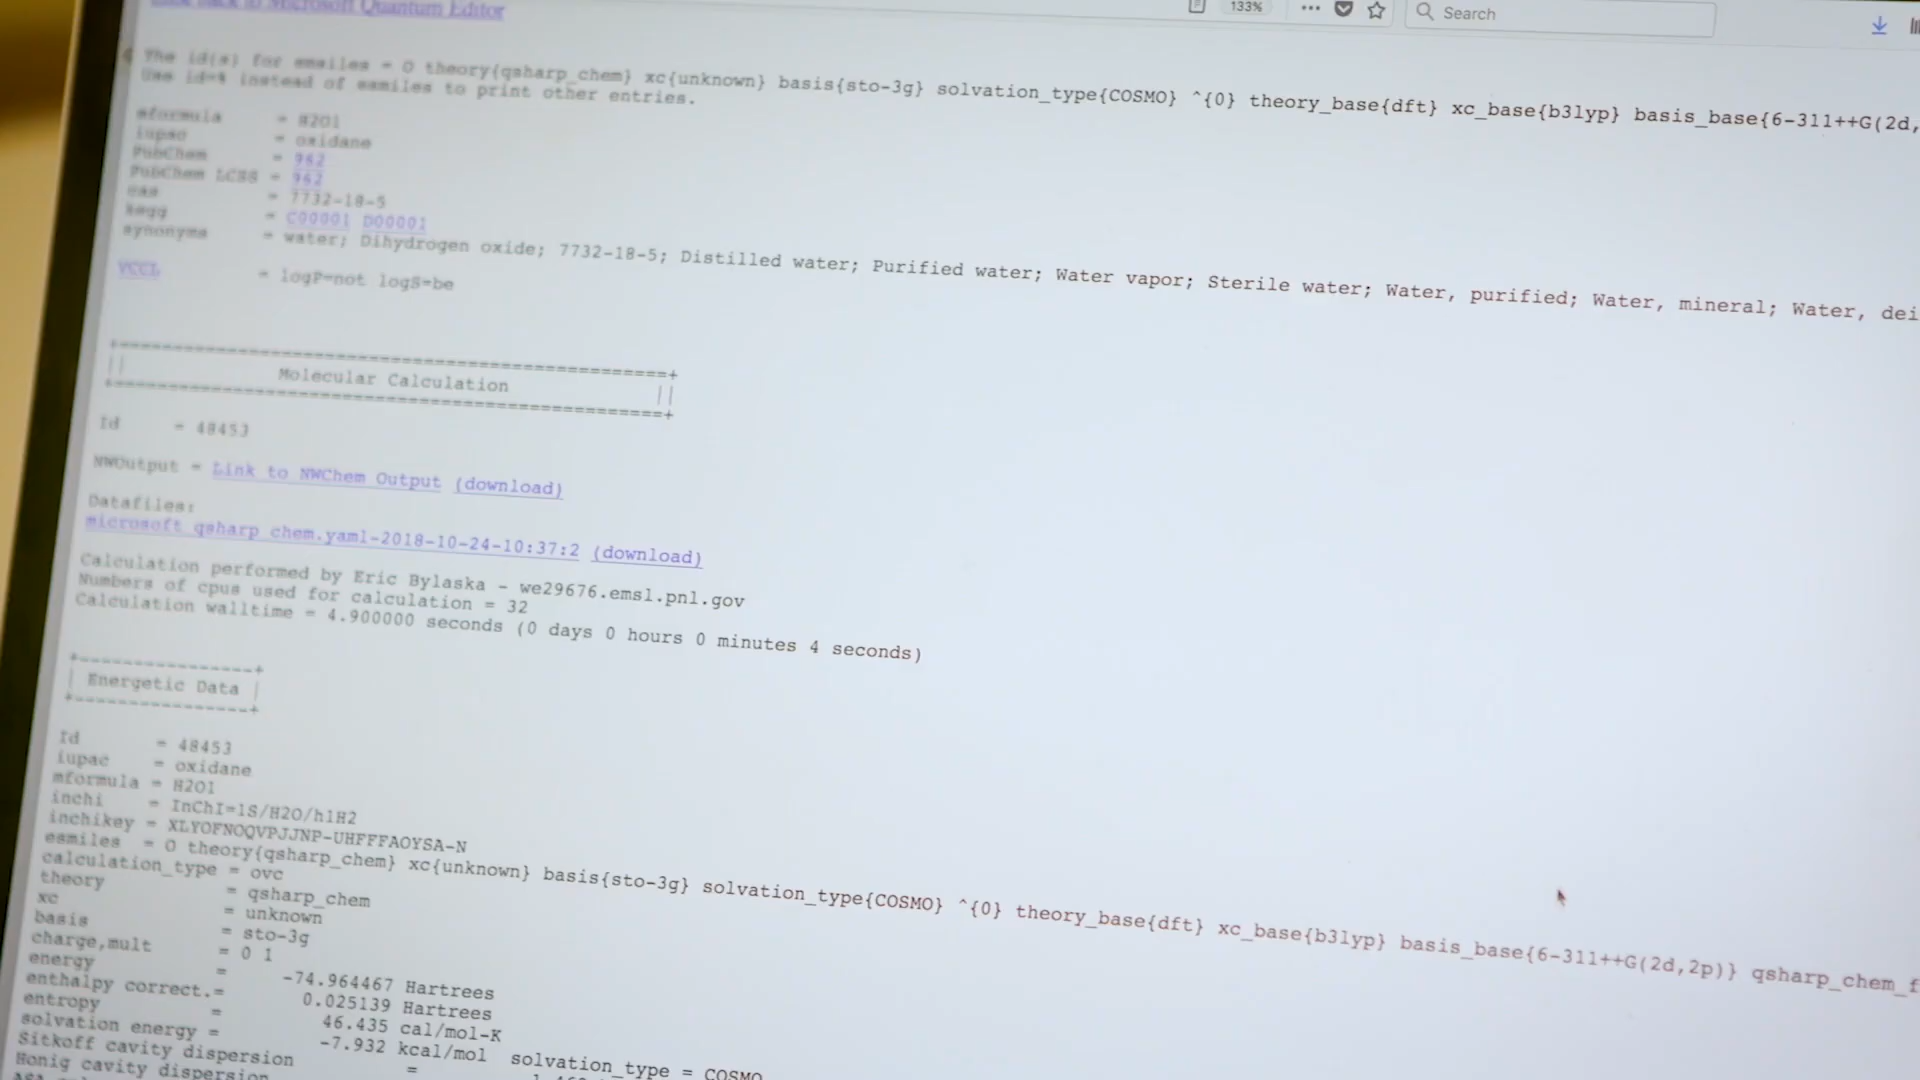 Link back to Microsoft Quantum Editor
133%
Search
The id(s) for esmiles = O theory{qsharp_chem} xc{unknown} basis{sto-3g} solvation_type{COSMO} ^{0} theory_base{dft} xc_base{b3lyp} basis_base{6-311++G(2d,
Use id=% instead of esmiles to print other entries.
mformula = H2O1
iupac = oxidane
PubChem = 962
PubChem LCSS = 962
cas = 7732-18-5
kegg = C00001 D00001
synonyms = water; Dihydrogen oxide; 7732-18-5; Distilled water; Purified water; Water vapor; Sterile water; Water, purified; Water, mineral; Water, dei
VCCL = logP=not logS=be
Molecular Calculation
Id = 48453
NWOutput = Link to NWChem Output (download)
Datafiles:
microsoft_qsharp_chem.yaml-2018-10-24-10:37:2 (download)
Calculation performed by Eric Bylaska - we29676.emsl.pnl.gov
Numbers of cpus used for calculation = 32
Calculation walltime = 4.900000 seconds (0 days 0 hours 0 minutes 4 seconds)
Energetic Data
Id = 48453
iupac = oxidane
mformula = H2O1
inchi = InChI=1S/H2O/h1H2
inchikey = XLYOFNOQVPJJNP-UHFFFAOYSA-N
esmiles = O theory{qsharp_chem} xc{unknown} basis{sto-3g} solvation_type{COSMO} ^{0} theory_base{dft} xc_base{b3lyp} basis_base{6-311++G(2d,2p)} qsharp_chem_f
calculation_type = ovc
theory = qsharp_chem
xc = unknown
basis = sto-3g
charge,mult = 0 1
energy = -74.964467 Hartrees
enthalpy correct.= 0.025139 Hartrees
entropy = 46.435 cal/mol-K
solvation energy = -7.932 kcal/mol solvation_type = COSMO
Sitkoff cavity dispersion =
Honig cavity dispersion